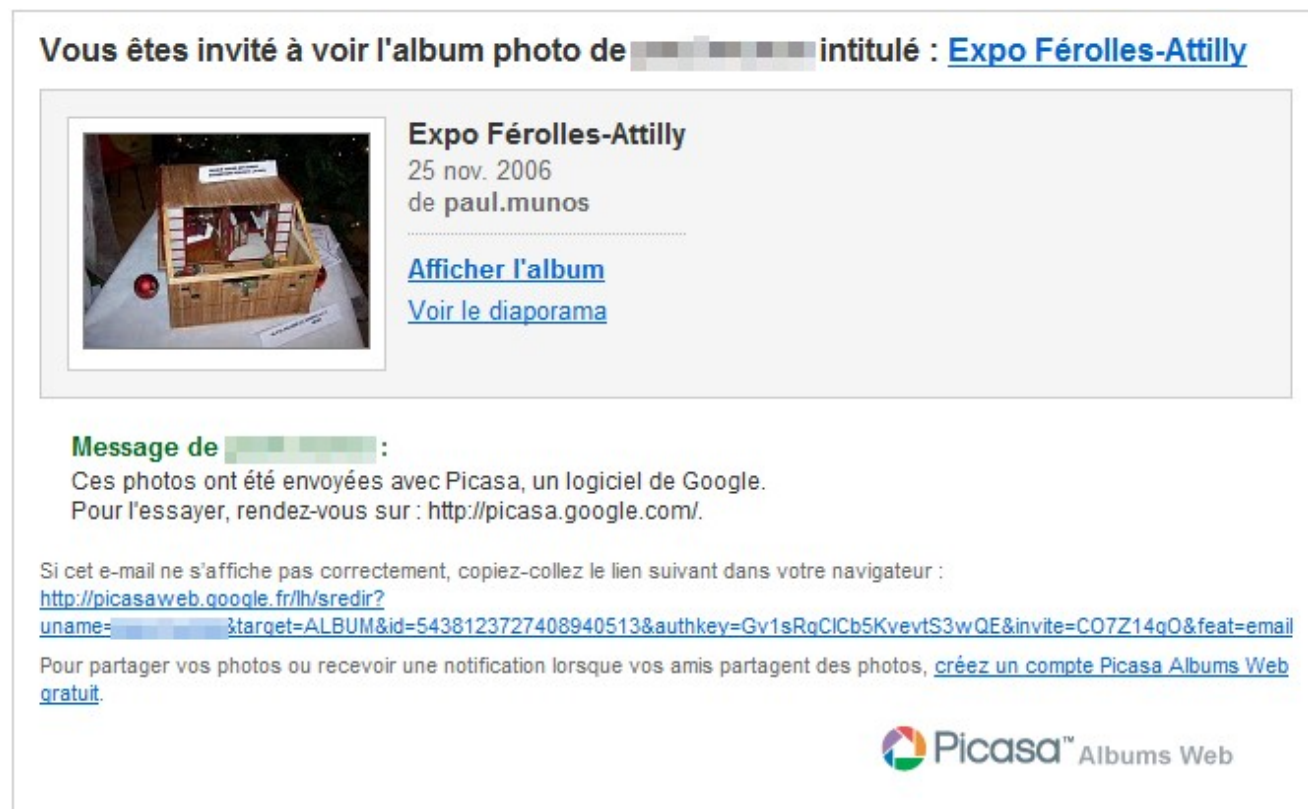 Vous êtes invité à voir l'album photo de intitulé : Expo Férolles-Attilly
Expo Férolles-Attilly
25 nov. 2006
de paul.munos
Afficher l'album
Voir le diaporama
Message de :
Ces photos ont été envoyées avec Picasa, un logiciel de Google.
Pour l'essayer, rendez-vous sur : http://picasa.google.com/.
Si cet e-mail ne s'affiche pas correctement, copiez-collez le lien suivant dans votre navigateur :
http://picasaweb.google.fr/lh/sredir?
uname= &target=ALBUM&id=5438123727408940513&authkey=Gv1sRgCICb5KvevtS3wQE&invite=CO7Z14gO&feat=email
Pour partager vos photos ou recevoir une notification lorsque vos amis partagent des photos, créez un compte Picasa Albums Web
gratuit.
Picasa™ Albums Web